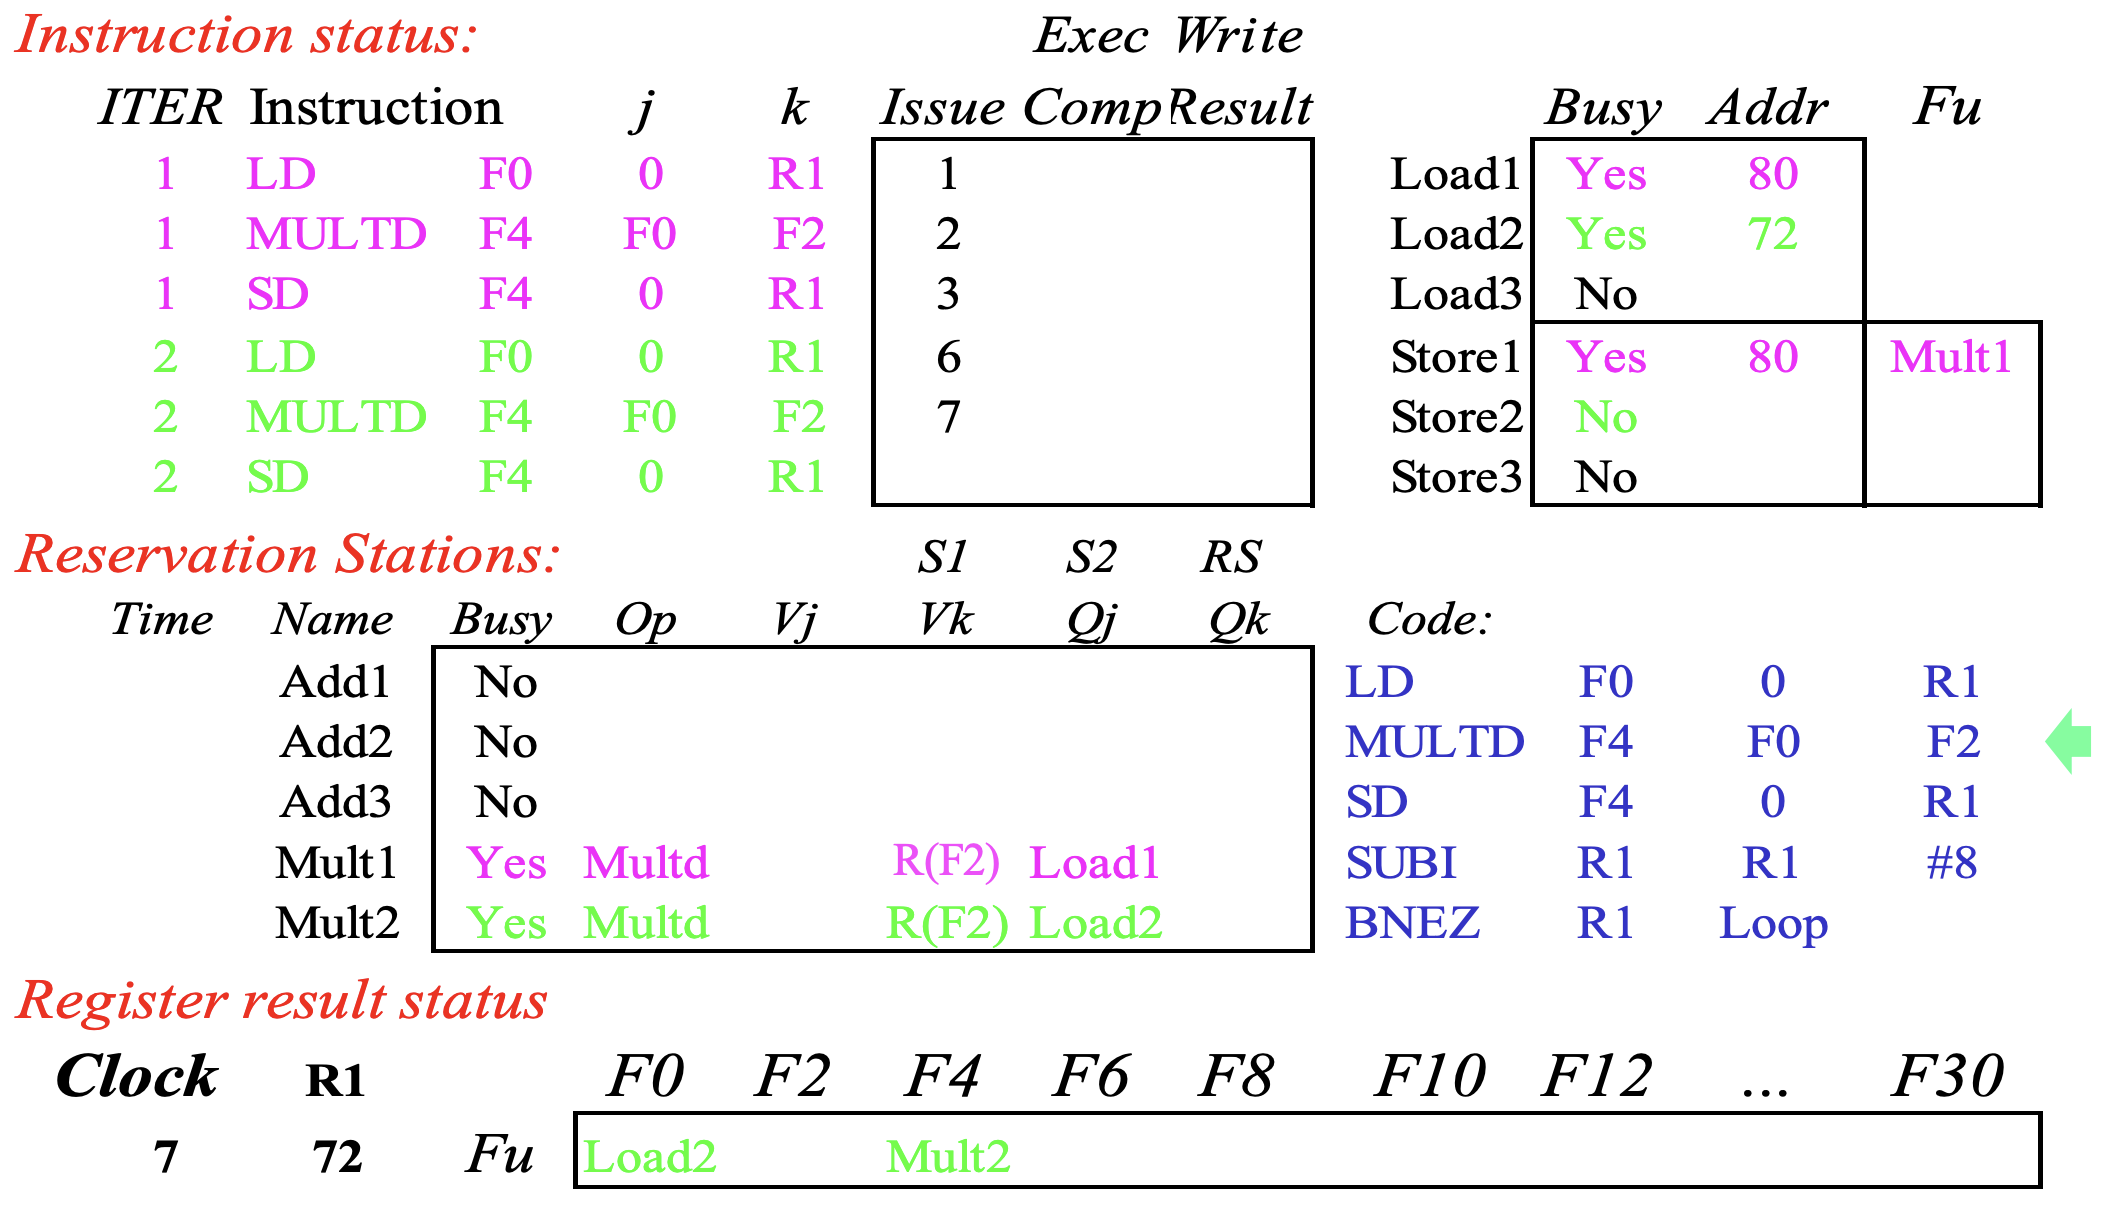 Instruction status: Exec Write
ITER Instruction j k Issue Comp Result Busy Addr Fu
1 LD F0 0 R1 1 Load1 Yes 80
1 MULTD F4 F0 F2 2 Load2 Yes 72
1 SD F4 0 R1 3 Load3 No
2 LD F0 0 R1 6 Store1 Yes 80 Mult1
2 MULTD F4 F0 F2 7 Store2 No
2 SD F4 0 R1 Store3 No
Reservation Stations: S1 S2 RS
Time Name Busy Op Vj Vk Qj Qk Code:
Add1 No LD F0 0 R1
Add2 No MULTD F4 F0 F2
Add3 No SD F4 0 R1
Mult1 Yes Multd R(F2) Load1 SUBI R1 R1 #8
Mult2 Yes Multd R(F2) Load2 BNEZ R1 Loop
Register result status
Clock R1 F0 F2 F4 F6 F8 F10 F12 ... F30
7 72 Fu Load2 Mult2